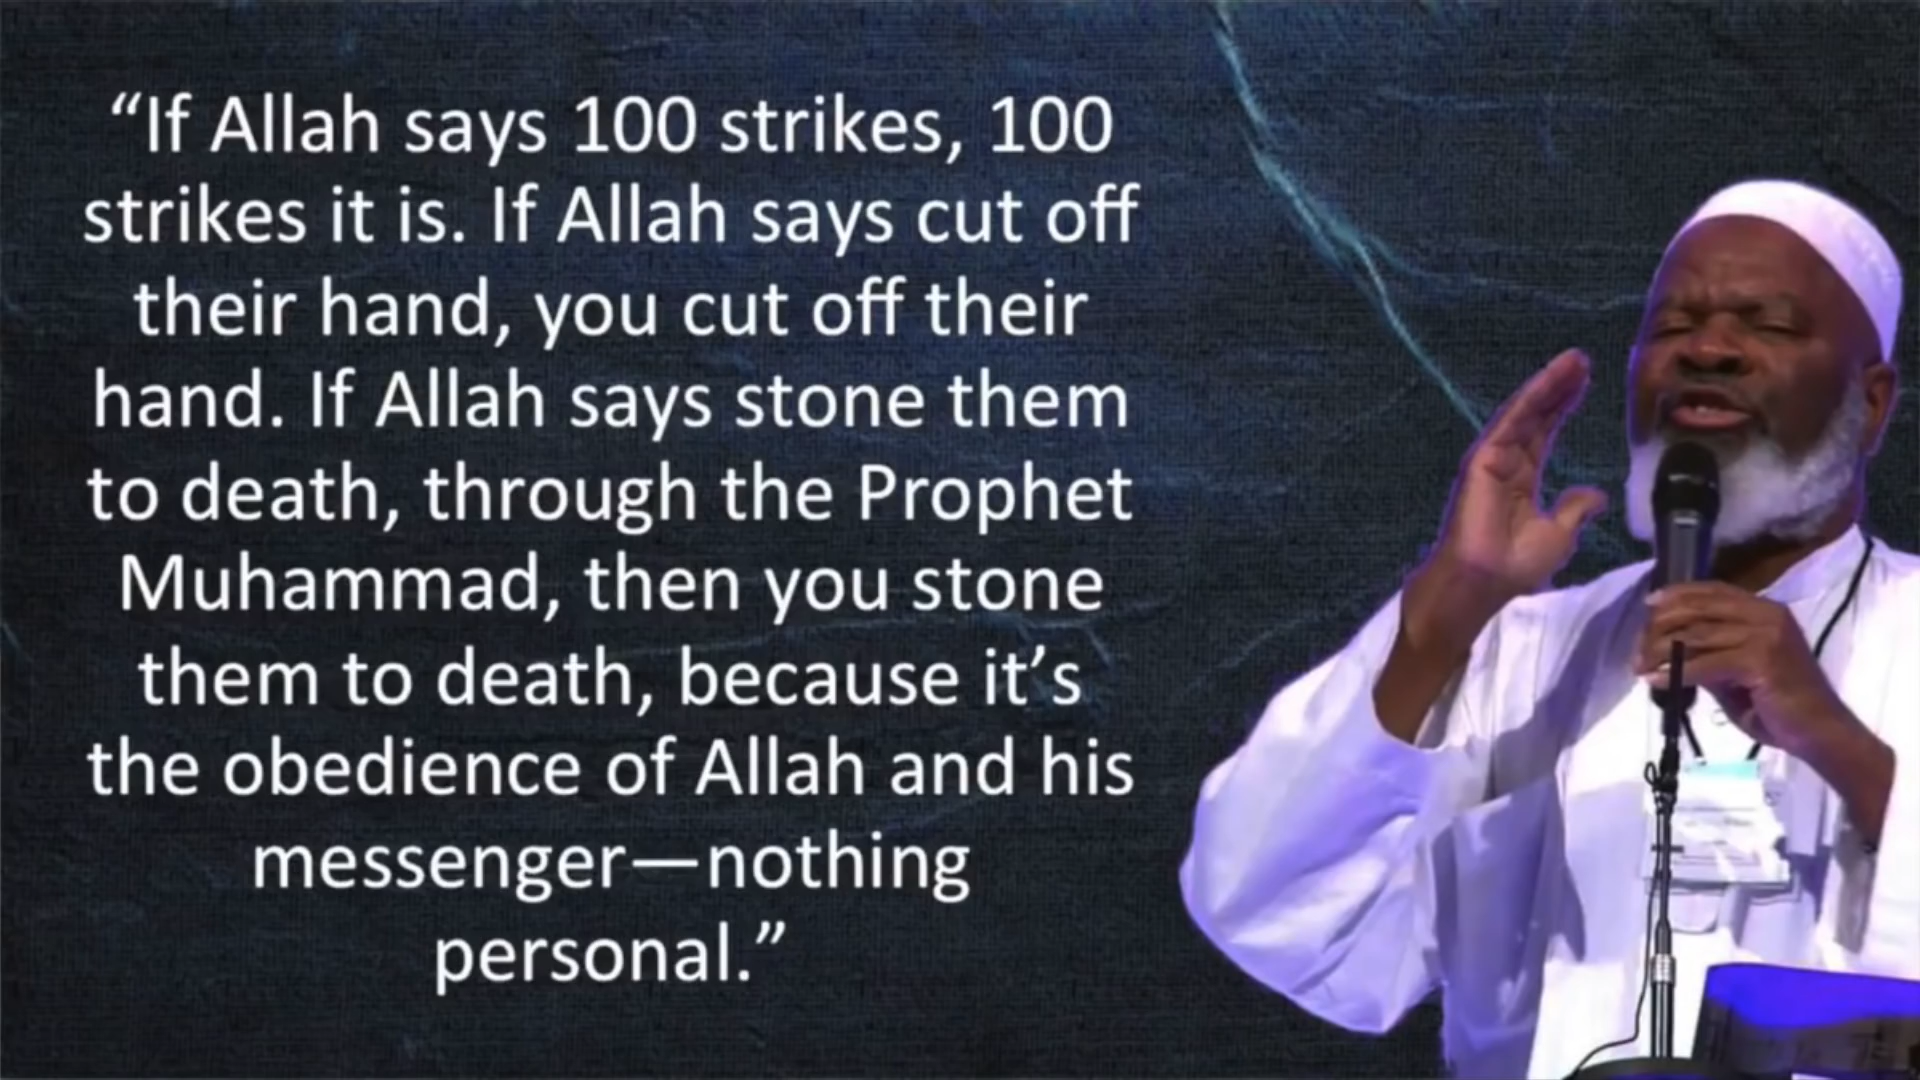 “If Allah says 100 strikes, 100
strikes it is. If Allah says cut off
their hand, you cut off their
hand. If Allah says stone them
to death, through the Prophet
Muhammad, then you stone
them to death, because it’s
the obedience of Allah and his
messenger—nothing
personal.”